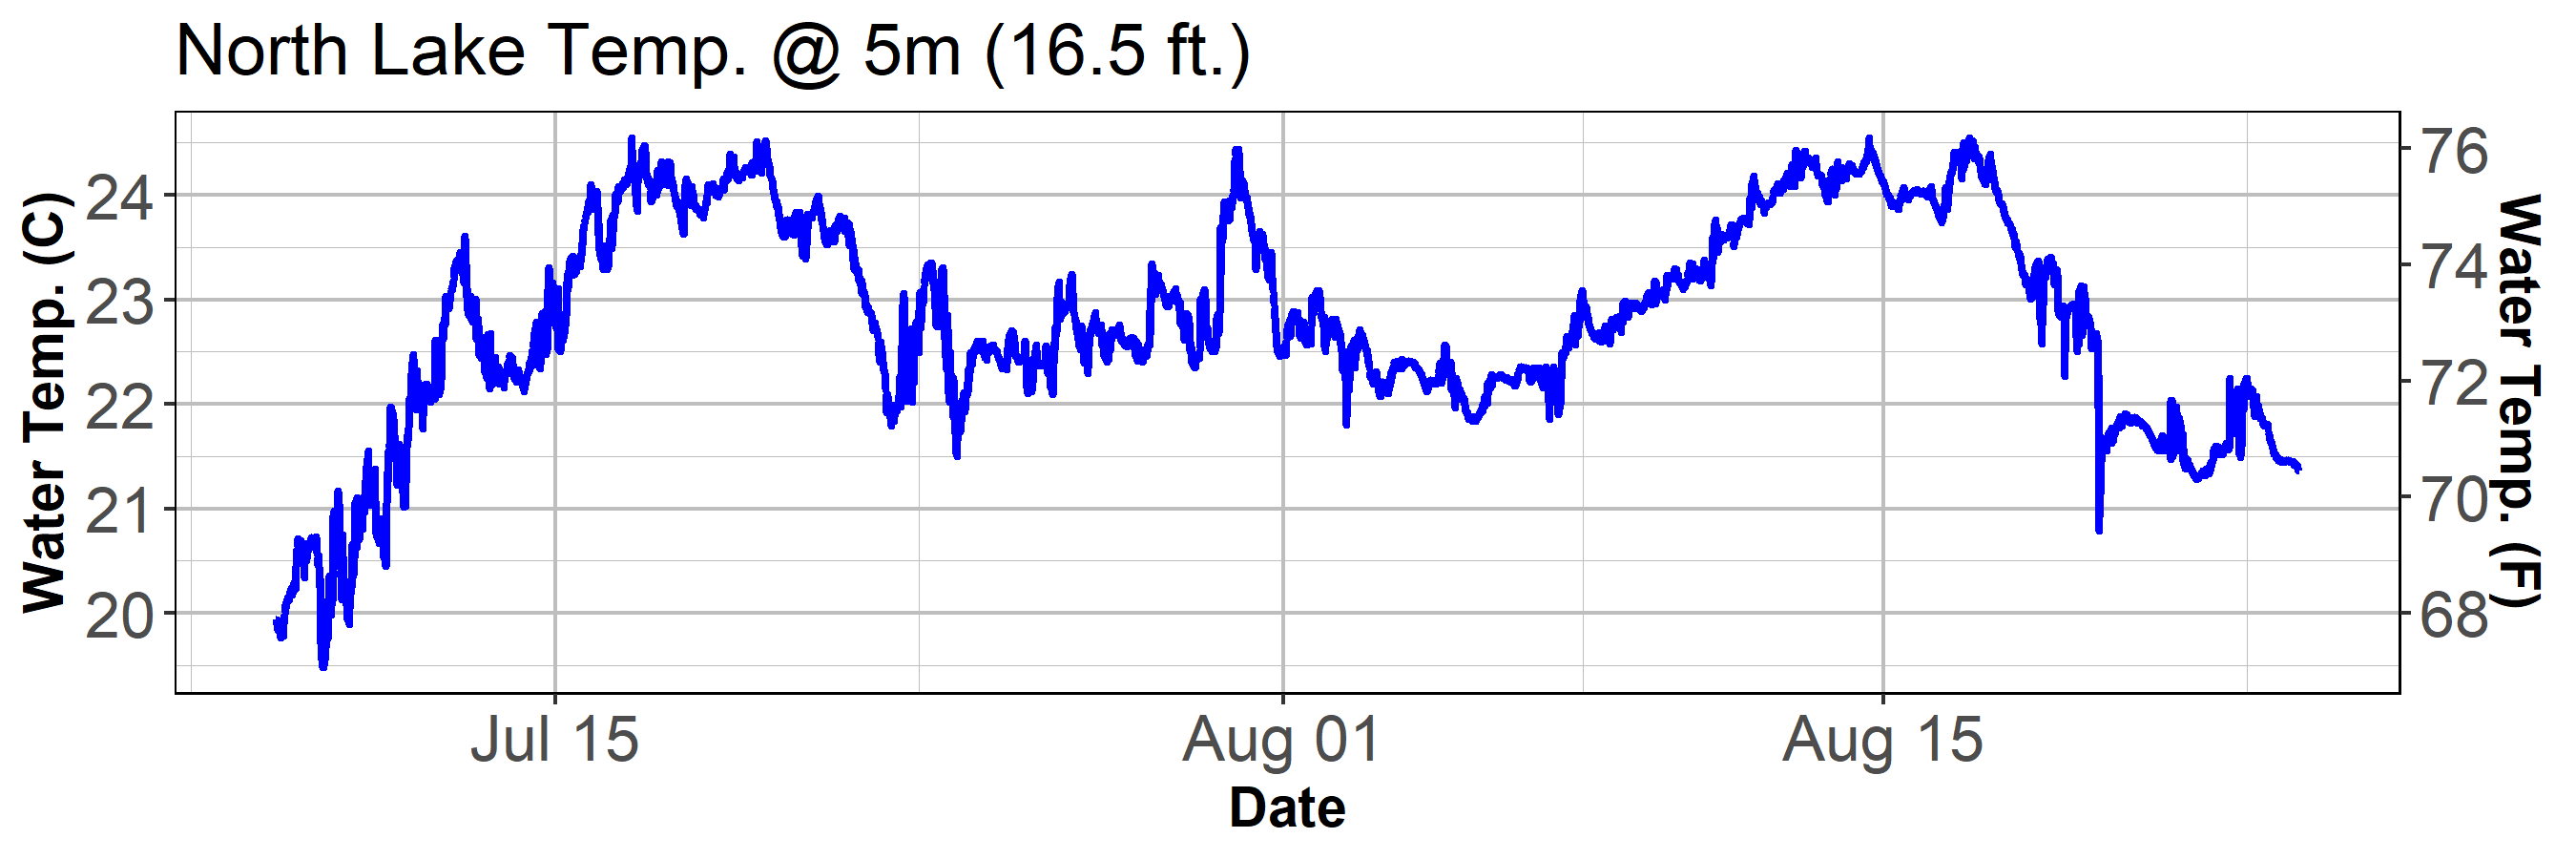 North Lake Temp. @ 5m (16.5 ft.)
Water Temp. (C)
24
23
22
21
20
76
74
72
70
68
Water Temp. (F)
Jul 15
Aug 01
Aug 15
Date